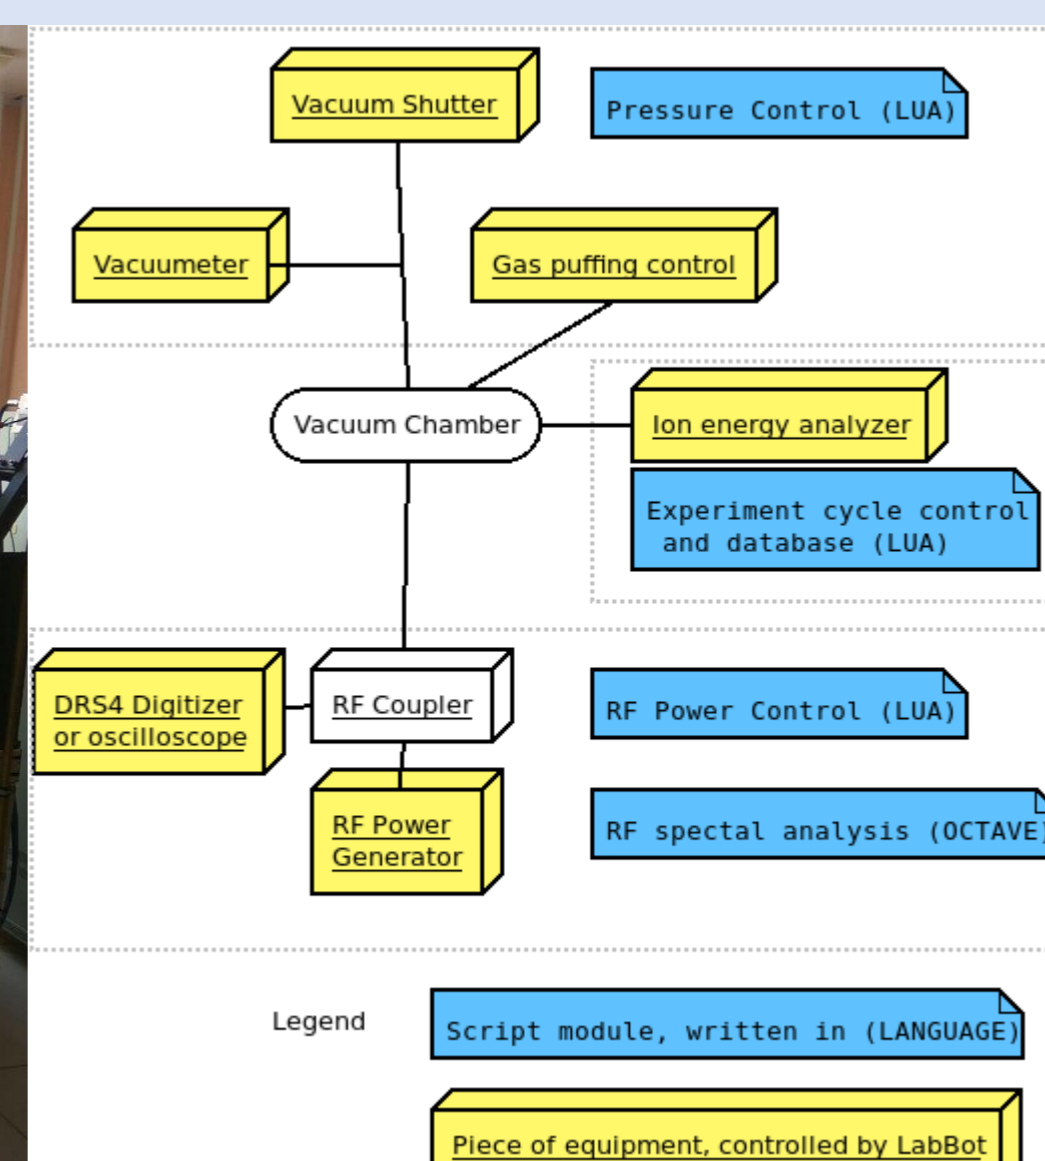 Vacuum Shutter
Pressure Control (LUA)
Vacuumeter
Gas puffing control
Vacuum Chamber
Ion energy analyzer
Experiment cycle control
and database (LUA)
DRS4 Digitizer
or oscilloscope
RF Coupler
RF Power Control (LUA)
RF Power
Generator
RF spectal analysis (OCTAVE)
Legend
Script module, written in (LANGUAGE)
Piece of equipment, controlled by LabBot